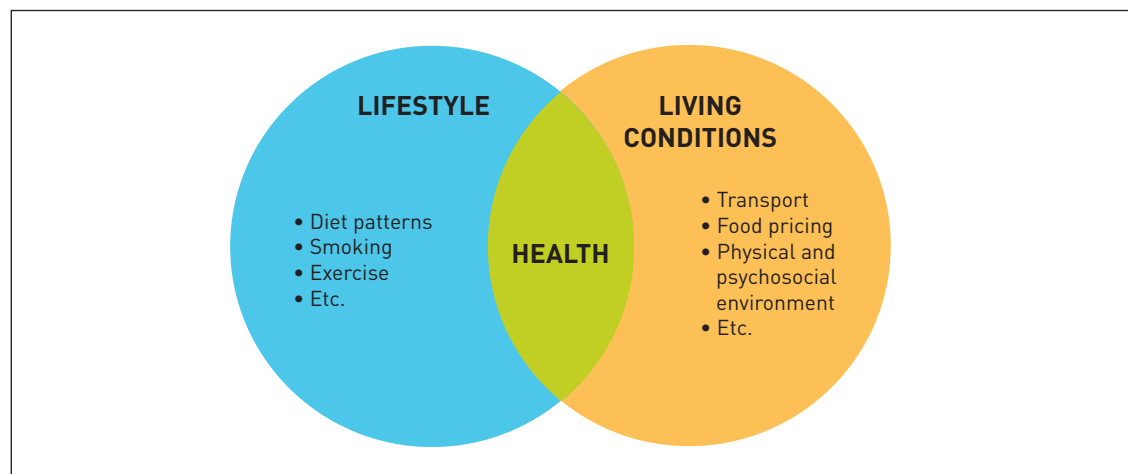 LIFESTYLE
• Diet patterns
• Smoking
• Exercise
• Etc.
HEALTH
LIVING
CONDITIONS
• Transport
• Food pricing
• Physical and
psychosocial
environment
• Etc.